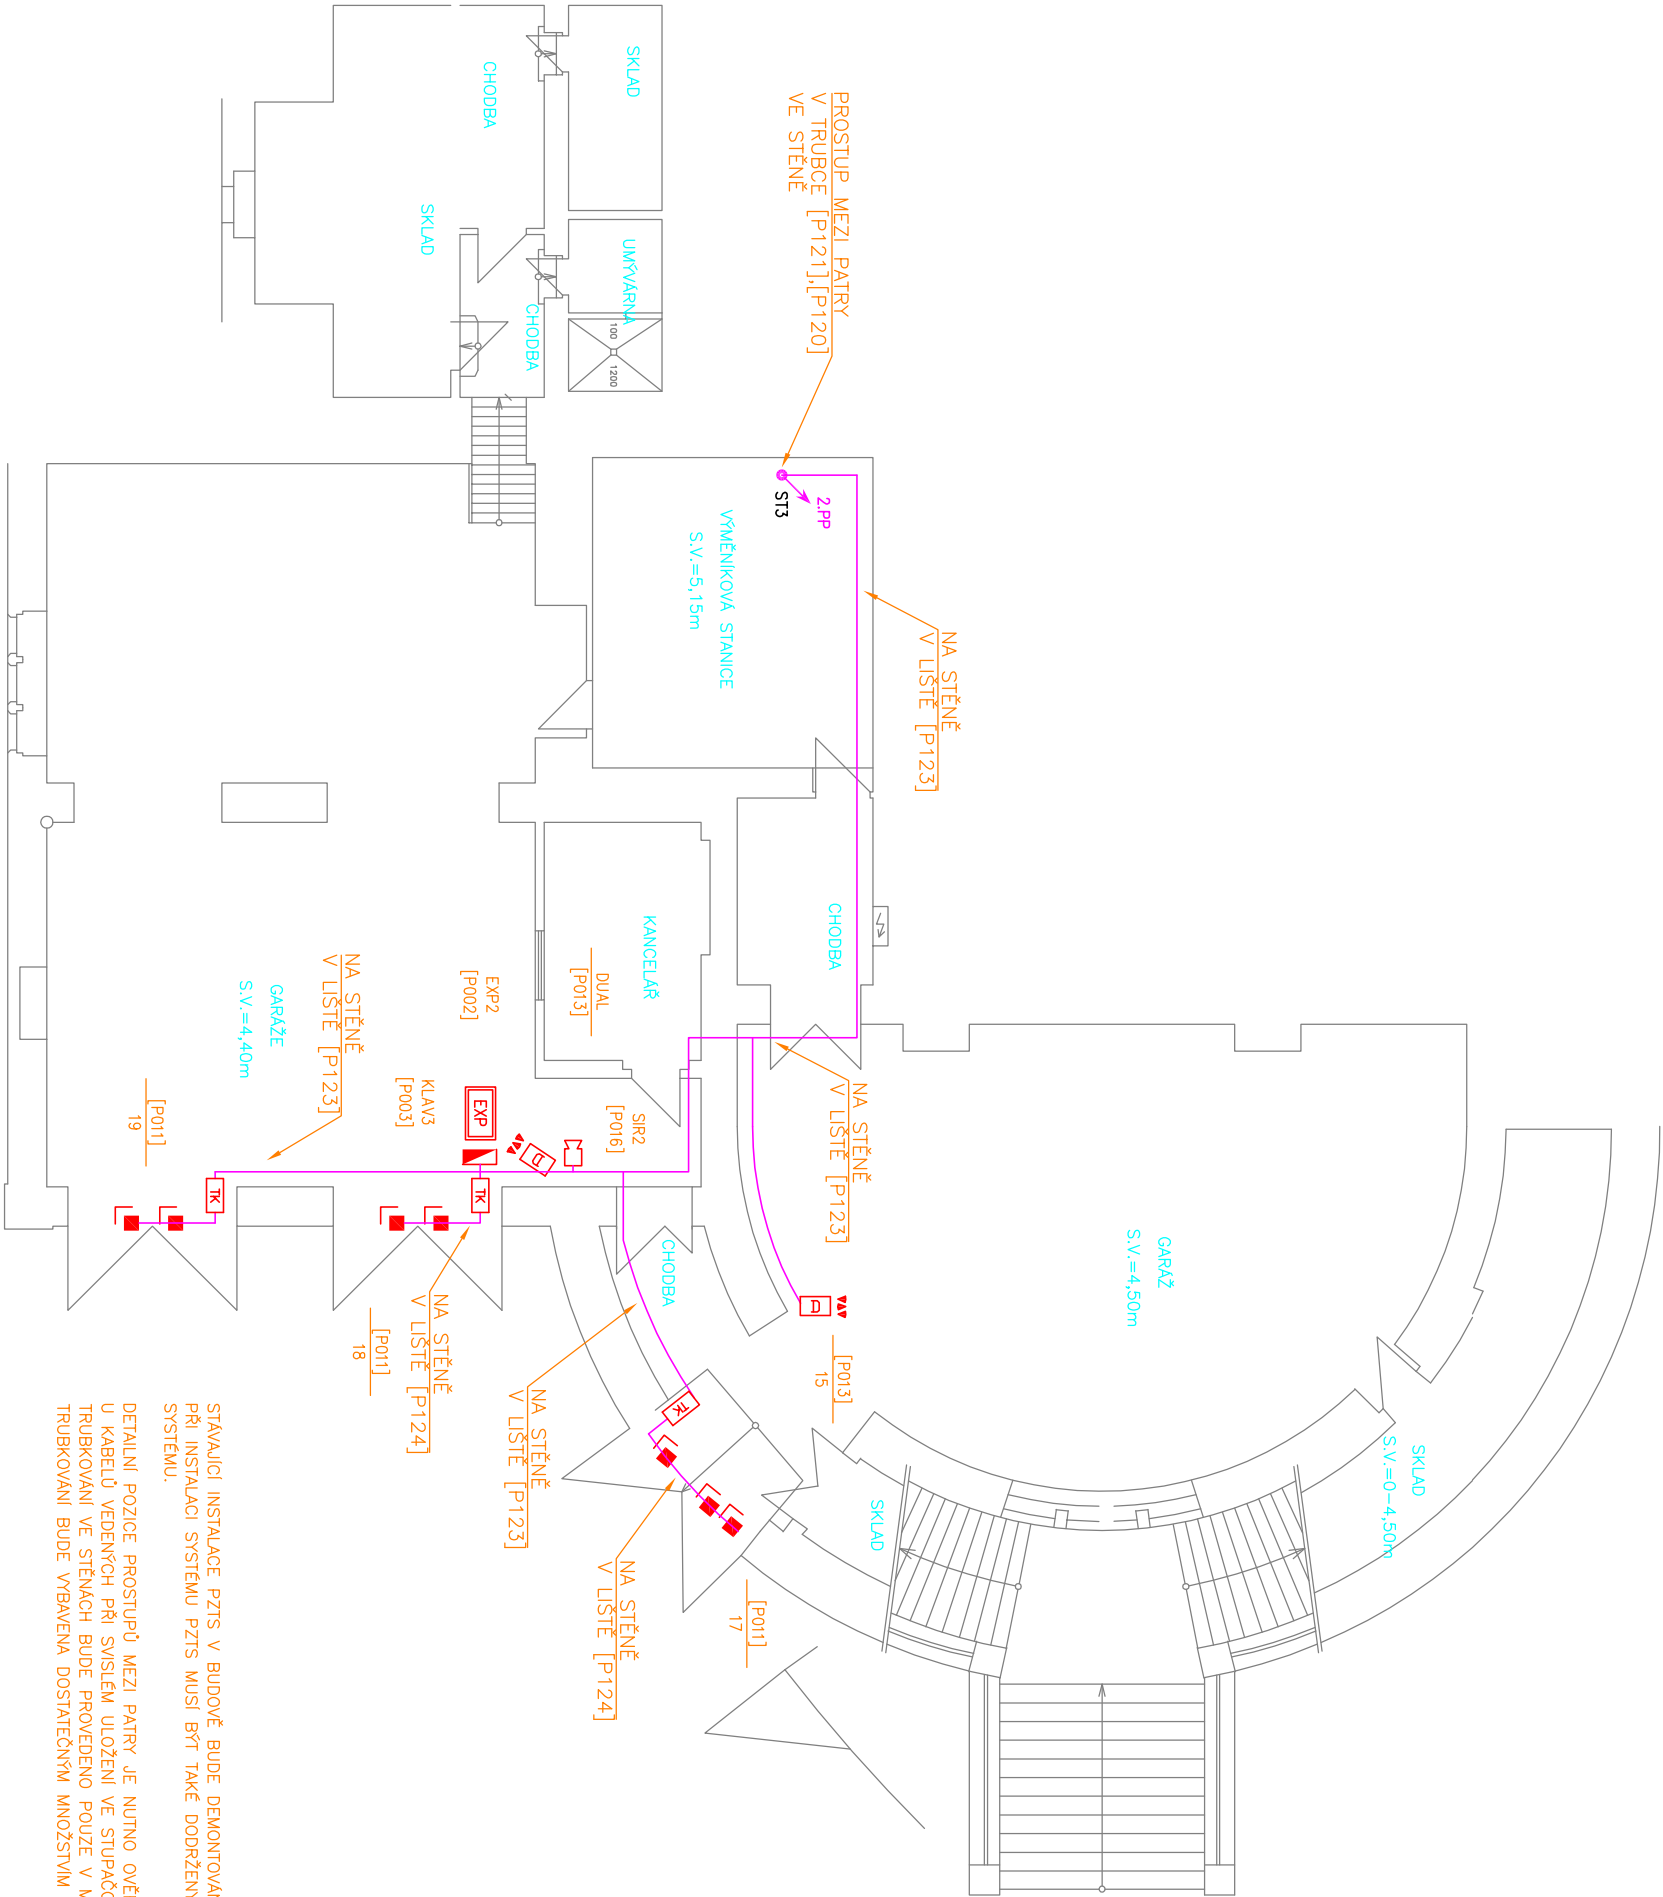 SKLAD
CHODBA
SKLAD
UMÝVÁRNA
CHODBA
100
1200
PROSTUP MEZI PATRY
V TRUBCE [P121],[P120]
VE STĚNĚ
2.PP
ST3
VÝMĚNÍKOVÁ STANICE
S.V.=5,15m
NA STĚNĚ
V LIŠTĚ [P123]
CHODBA
KANCELÁŘ
DUAL
[P013]
EXP2
[P002]
NA STĚNĚ
V LIŠTĚ [P123]
GARÁŽE
S.V.=4,40m
KLAV3
[P003]
EXP
SIR2
[P016]
D
NA STĚNĚ
V LIŠTĚ [P123]
[P011]
19
TK
TK
GARÁŽ
S.V.=4,50m
CHODBA
D
[P013]
15
NA STĚNĚ
V LIŠTĚ [P124]
[P011]
18
NA STĚNĚ
V LIŠTĚ [P123]
TK
SKLAD
S.V.=0-4,50m
SKLAD
NA STĚNĚ
V LIŠTĚ [P124]
[P011]
17
STÁVAJÍCÍ INSTALACE PZTS V BUDOVĚ BUDE
PŘI INSTALACI SYSTÉMU PZTS MUSÍ BÝT TAKÉ
SYSTÉMU.
DETAILNÍ POZICE PROSTUPŮ MEZI PATRY JE NUTNO
U KABELŮ VEDENÝCH PŘI SVISLÉM ULOŽENÍ VE
TRUBKOVÁNÍ VE STĚNÁCH BUDE PROVEDENO POUZE V
TRUBKOVÁNÍ BUDE VYBAVENA DOSTATEČNÝM MNOŽSTVÍM